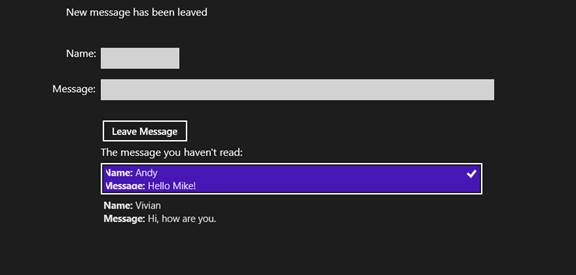 New message has been leaved
Name:
Message:
Leave Message
The message you haven't read:
Name: Andy
Message: Hello Mike!
Name: Vivian
Message: Hi, how are you.